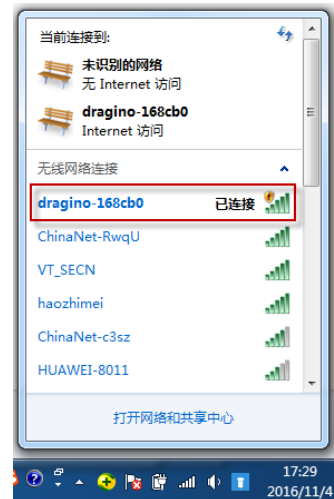 当前连接到:
未识别的网络
无 Internet 访问
dragino-168cb0
Internet 访问
无线网络连接
dragino-168cb0 已连接
ChinaNet-RwqU
VT_SECN
haozhimei
ChinaNet-c3sz
HUAWEI-8011
打开网络和共享中心
17:29
2016/11/4